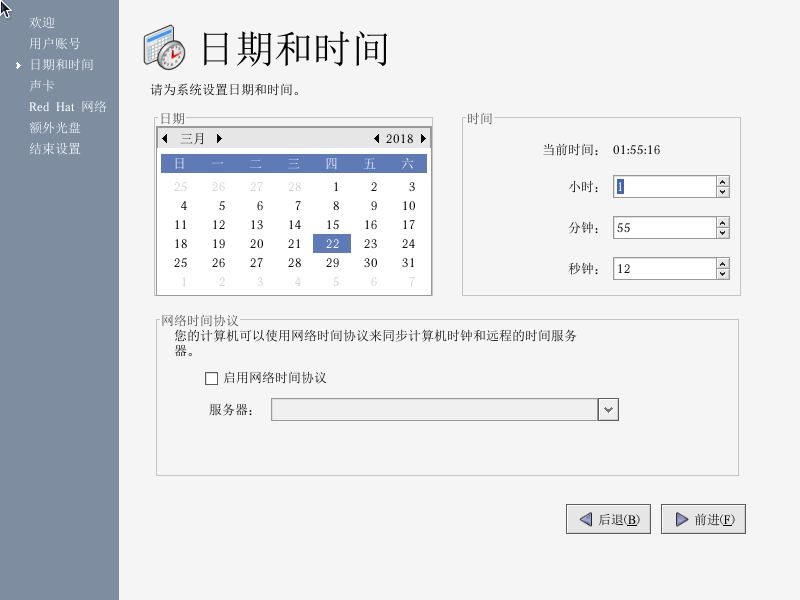 欢迎
用户账号
日期和时间
声卡
Red Hat 网络
额外光盘
结束设置
日期和时间
请为系统设置日期和时间。
日期
三月 2018
日 一 二 三 四 五 六
25 26 27 28 1 2 3
4 5 6 7 8 9 10
11 12 13 14 15 16 17
18 19 20 21 22 23 24
25 26 27 28 29 30 31
1 2 3 4 5 6 7
时间
当前时间： 01:55:16
小时： 1
分钟： 55
秒钟： 12
网络时间协议
您的计算机可以使用网络时间协议来同步计算机时钟和远程的时间服务
器。
启用网络时间协议
服务器：
后退(B) 前进(F)